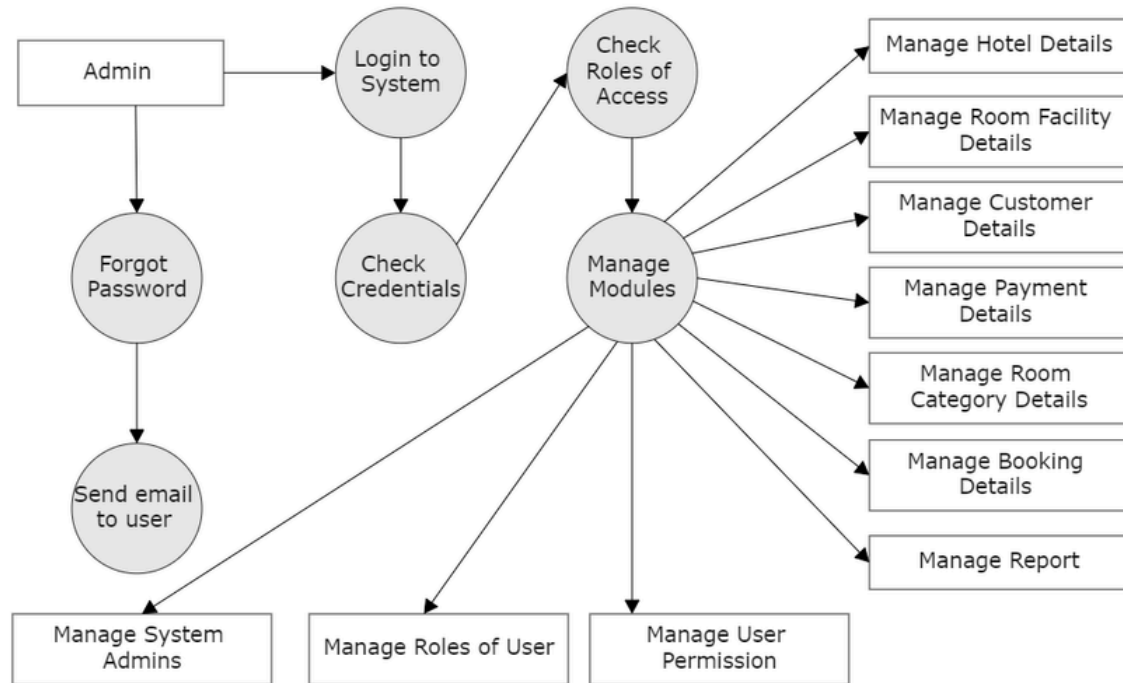 Admin
Login to
System
Check
Roles of
Access
Manage Hotel Details
Manage Room Facility
Details
Manage Customer
Details
Forgot
Password
Check
Credentials
Manage
Modules
Manage Payment
Details
Manage Room
Category Details
Manage Booking
Details
Send email
to user
Manage Report
Manage System
Admins
Manage Roles of User
Manage User
Permission